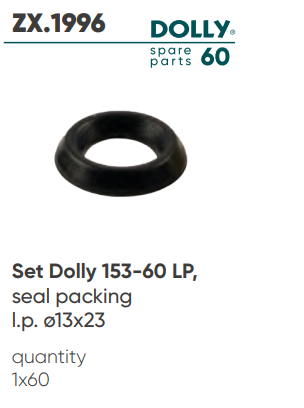 ZX.1996
DOLLY®
spare
parts 60
Set Dolly 153-60 LP,
seal packing
l.p. ø13x23
quantity
1x60